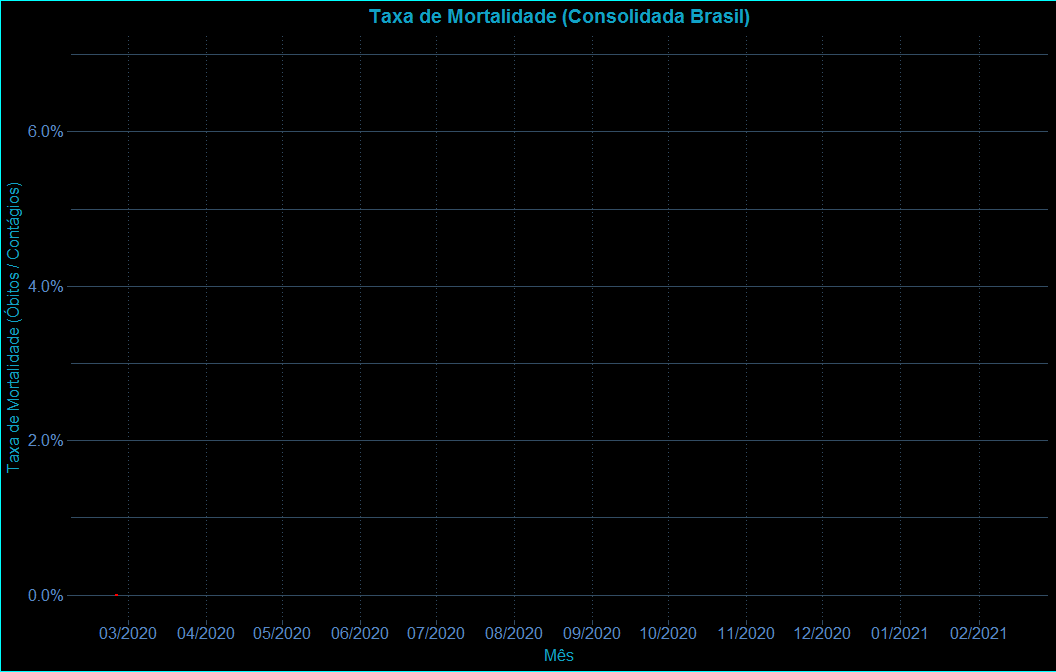 Taxa de Mortalidade (Consolidada Brasil)
Taxa de Mortalidade (Óbitos / Contágios)
6.0%
4.0%
2.0%
0.0%
03/2020 04/2020 05/2020 06/2020 07/2020 08/2020 09/2020 10/2020 11/2020 12/2020 01/2021 02/2021
Mês